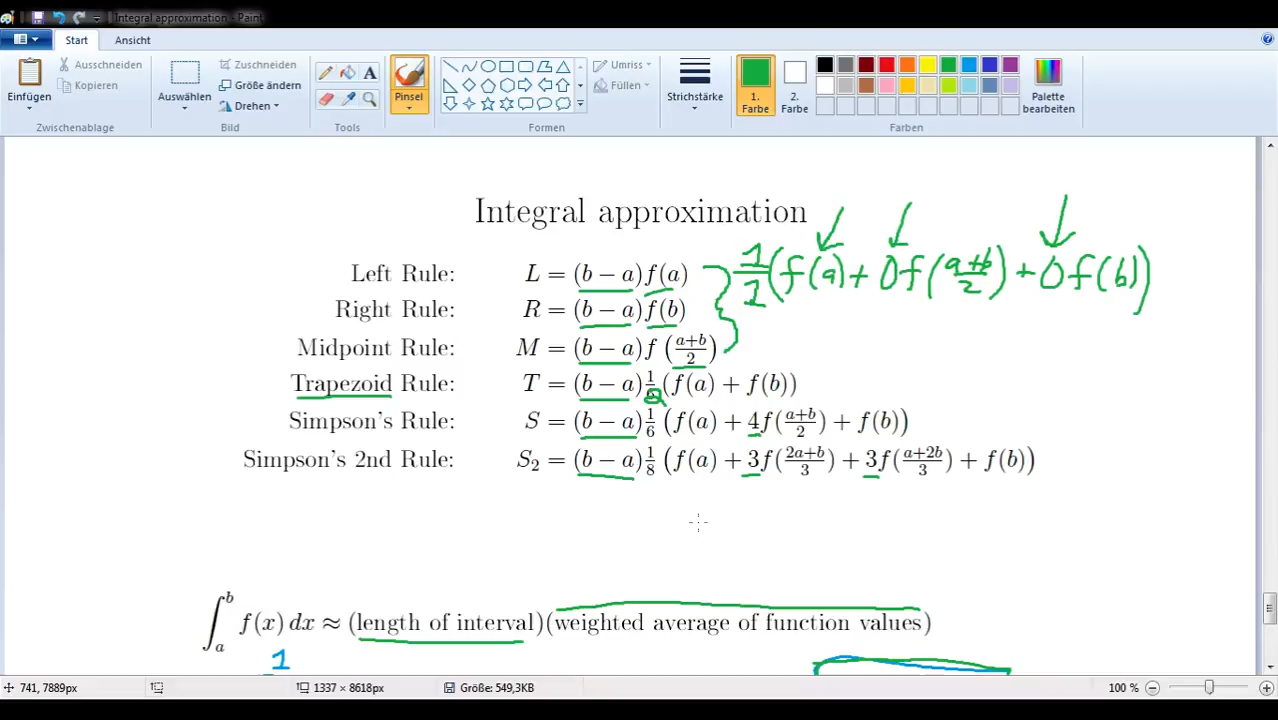 Integral approximation - Paint
Start Ansicht
Einfügen Ausschneiden Kopieren Auswählen Zuschneiden Größe ändern Drehen Pinsel Umriss Füllen Strichstärke 1. Farbe 2. Farbe Palette bearbeiten
Zwischenablage Bild Tools Formen Farben
Integral approximation
Left Rule: L = (b − a)f(a) 1/1 (f(a) + 0f(a+b/2) + 0f(b))
Right Rule: R = (b − a)f(b)
Midpoint Rule: M = (b − a)f(a+b/2)
Trapezoid Rule: T = (b − a)1/2(f(a) + f(b))
Simpson's Rule: S = (b − a)1/6(f(a) + 4f(a+b/2) + f(b))
Simpson's 2nd Rule: S₂ = (b − a)1/8(f(a) + 3f(2a+b/3) + 3f(a+2b/3) + f(b))
∫ₐᵇ f(x) dx ≈ (length of interval)(weighted average of function values)
1
741, 7889px 1337 × 8618px Größe: 549,3KB 100 %